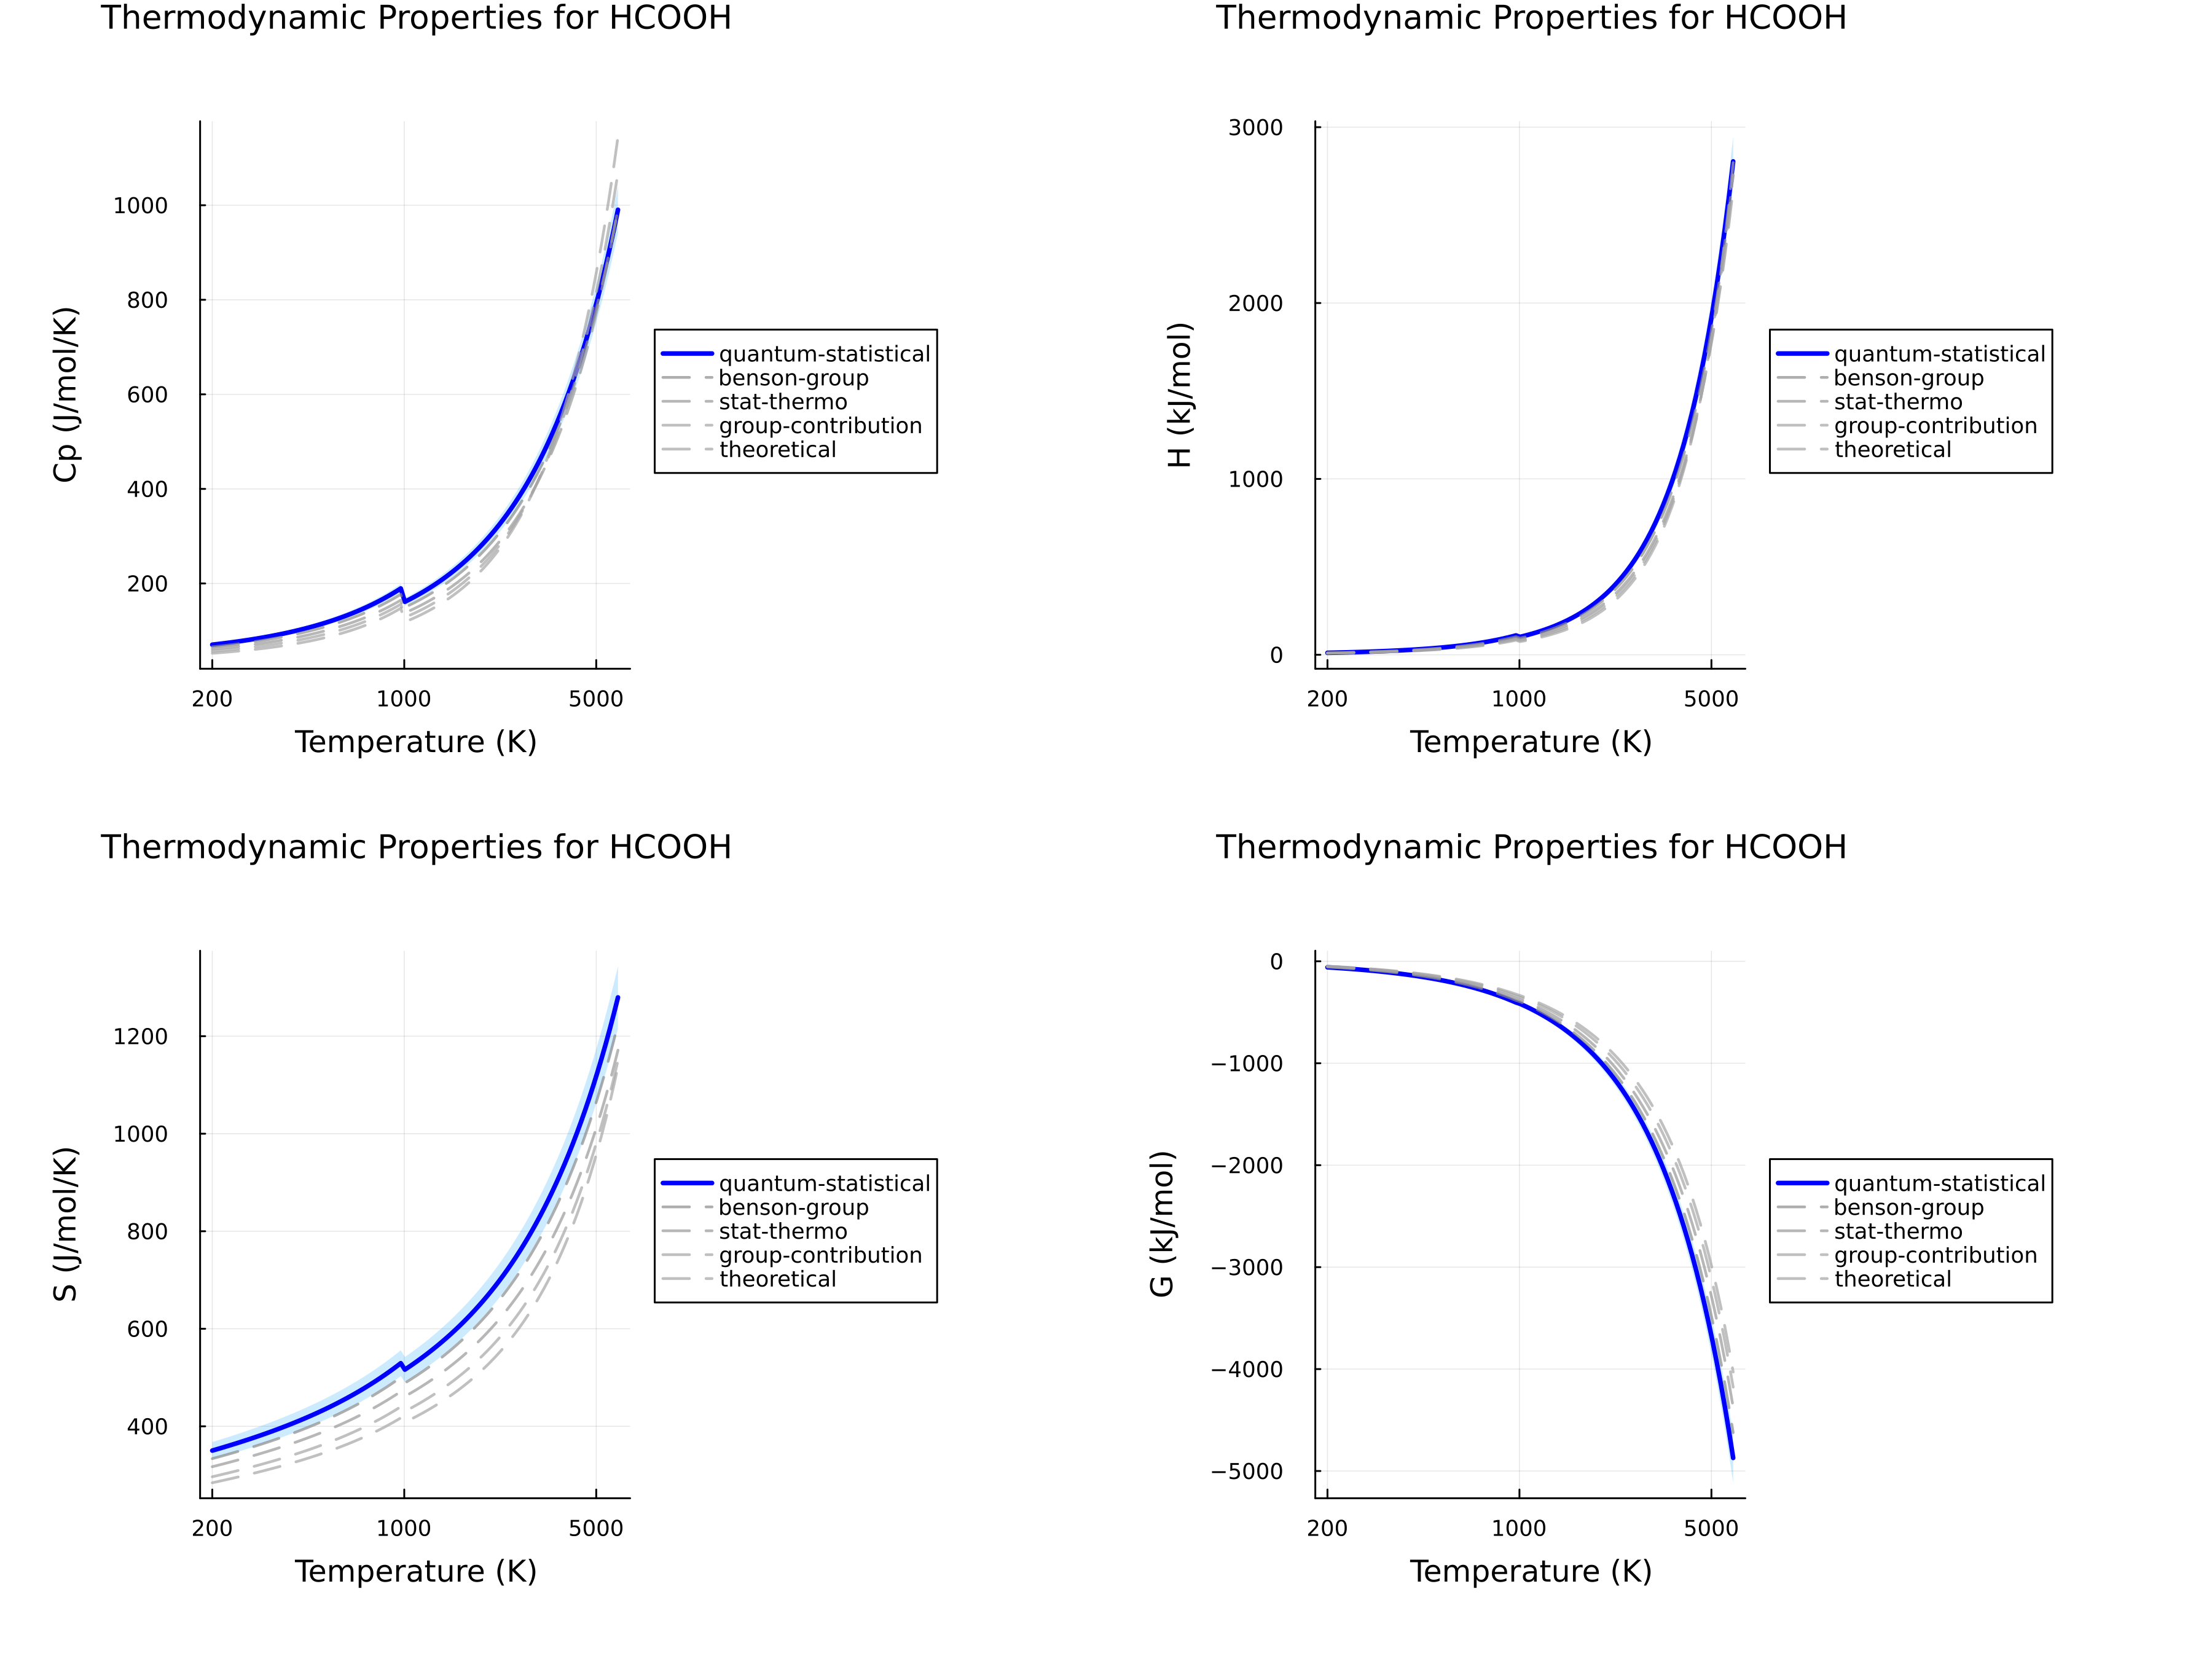 Thermodynamic Properties for HCOOH
Cp (J/mol/K)
1000
800
600
400
200
200
1000
5000
Temperature (K)
quantum-statistical
benson-group
stat-thermo
group-contribution
theoretical
Thermodynamic Properties for HCOOH
H (kJ/mol)
3000
2000
1000
0
200
1000
5000
Temperature (K)
quantum-statistical
benson-group
stat-thermo
group-contribution
theoretical
Thermodynamic Properties for HCOOH
S (J/mol/K)
1200
1000
800
600
400
200
1000
5000
Temperature (K)
quantum-statistical
benson-group
stat-thermo
group-contribution
theoretical
Thermodynamic Properties for HCOOH
G (kJ/mol)
0
−1000
−2000
−3000
−4000
−5000
200
1000
5000
Temperature (K)
quantum-statistical
benson-group
stat-thermo
group-contribution
theoretical